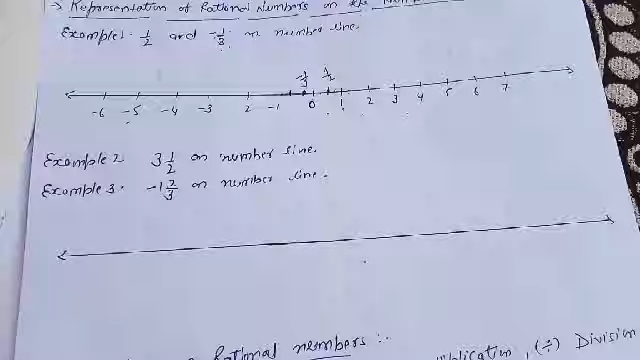 → Representation of Rational Numbers on the
Example 1. 1/2 and -1/3 on number line.
-1/3 1/2
-6 -5 -4 -3 2 -1 0 1 2 3 4 5 6 7
Example 2 3 1/2 on number line.
Example 3. -1 2/3 on number line.
Rational numbers :-
(÷) Division